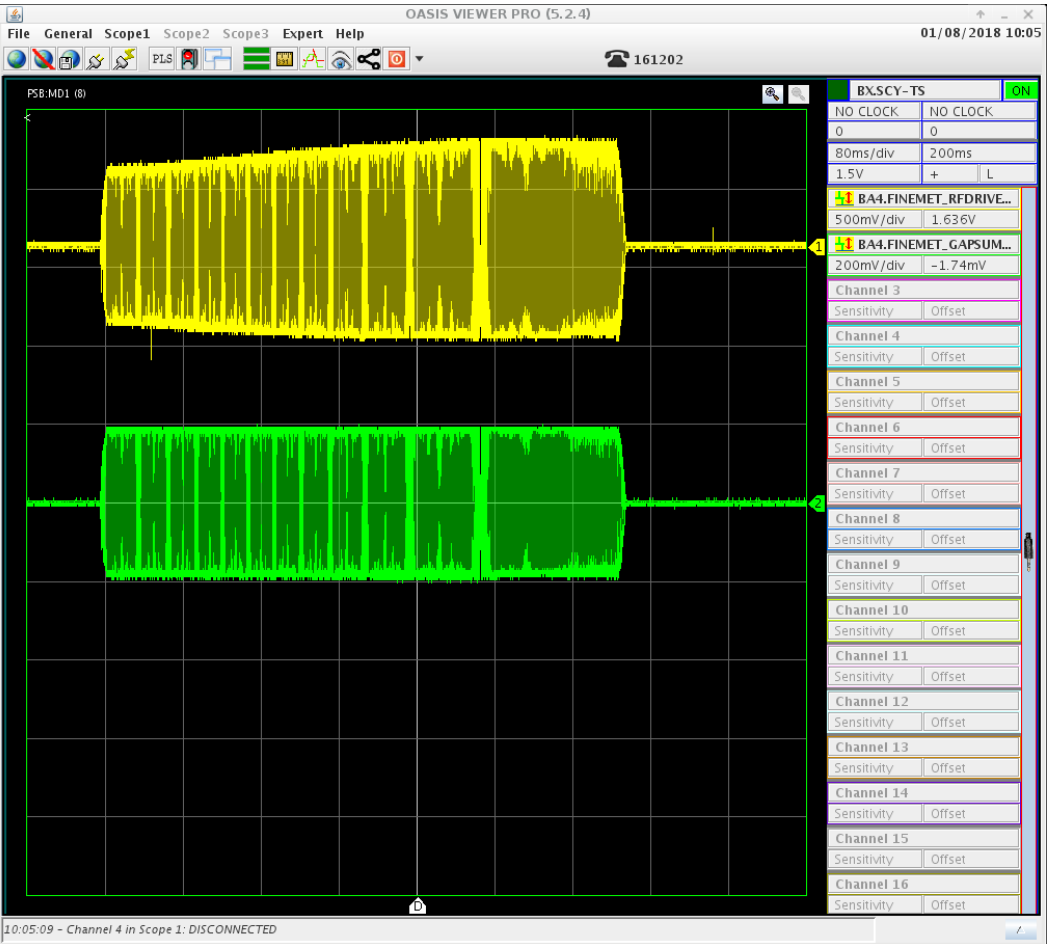 OASIS VIEWER PRO (5.2.4)
File General Scope1 Scope2 Scope3 Expert Help 01/08/2018 10:05
PLS 161202
PSB:MD1 (8)
BX.SCY-TS ON
NO CLOCK NO CLOCK
0 0
80ms/div 200ms
1.5V + L
BA4.FINEMET_RFDRIVE...
500mV/div 1.636V
BA4.FINEMET_GAPSUM...
200mV/div -1.74mV
Channel 3
Sensitivity Offset
Channel 4
Sensitivity Offset
Channel 5
Sensitivity Offset
Channel 6
Sensitivity Offset
Channel 7
Sensitivity Offset
Channel 8
Sensitivity Offset
Channel 9
Sensitivity Offset
Channel 10
Sensitivity Offset
Channel 11
Sensitivity Offset
Channel 12
Sensitivity Offset
Channel 13
Sensitivity Offset
Channel 14
Sensitivity Offset
Channel 15
Sensitivity Offset
Channel 16
Sensitivity Offset
1
2
D
10:05:09 - Channel 4 in Scope 1: DISCONNECTED